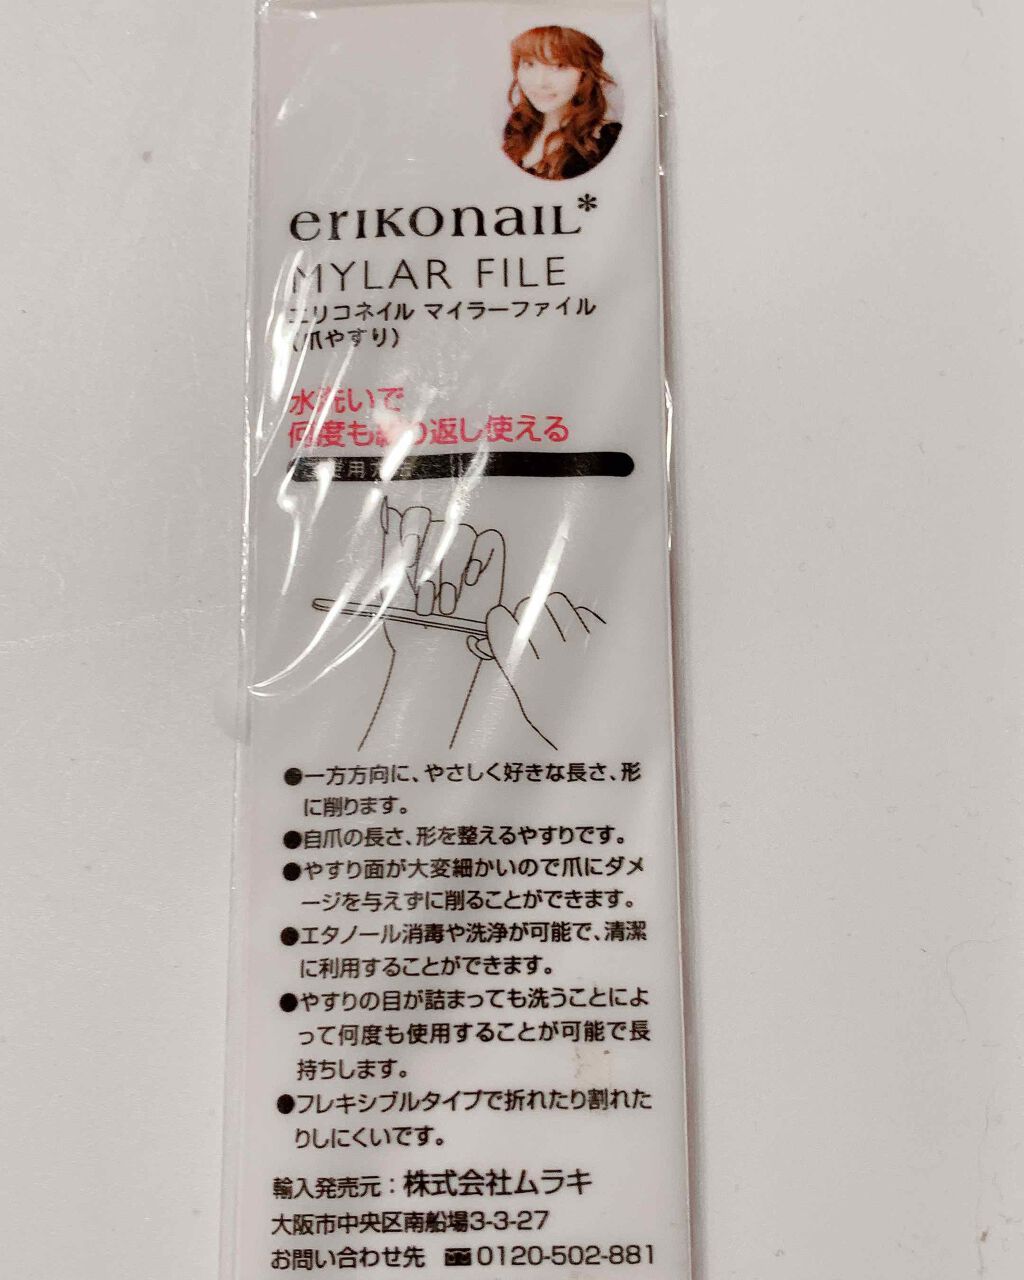 erIKOnaIL*
MYLAR FILE
エリコネイル マイラーファイル
(爪やすり)
水洗いで
何度も繰り返し使える
使用方法
●一方方向に、やさしく好きな長さ、形
に削ります。
●自爪の長さ、形を整えるやすりです。
●やすり面が大変細かいので爪にダメ
ージを与えずに削ることができます。
●エタノール消毒や洗浄が可能で、清潔
に利用することができます。
●やすりの目が詰まっても洗うことによ
って何度も使用することが可能で長
持ちします。
●フレキシブルタイプで折れたり割れた
りしにくいです。
輸入発売元：株式会社ムラキ
大阪市中央区南船場3-3-27
お問い合わせ先 ☎0120-502-881